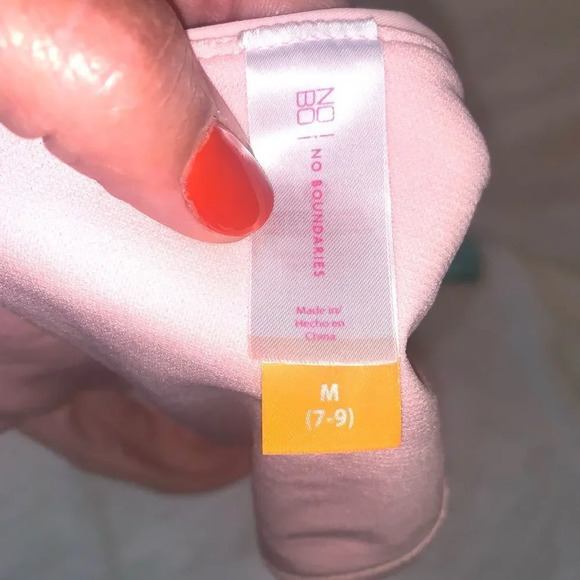 NO!
BO!
NO BOUNDARIES
Made in/
Hecho en
China
M
(7-9)